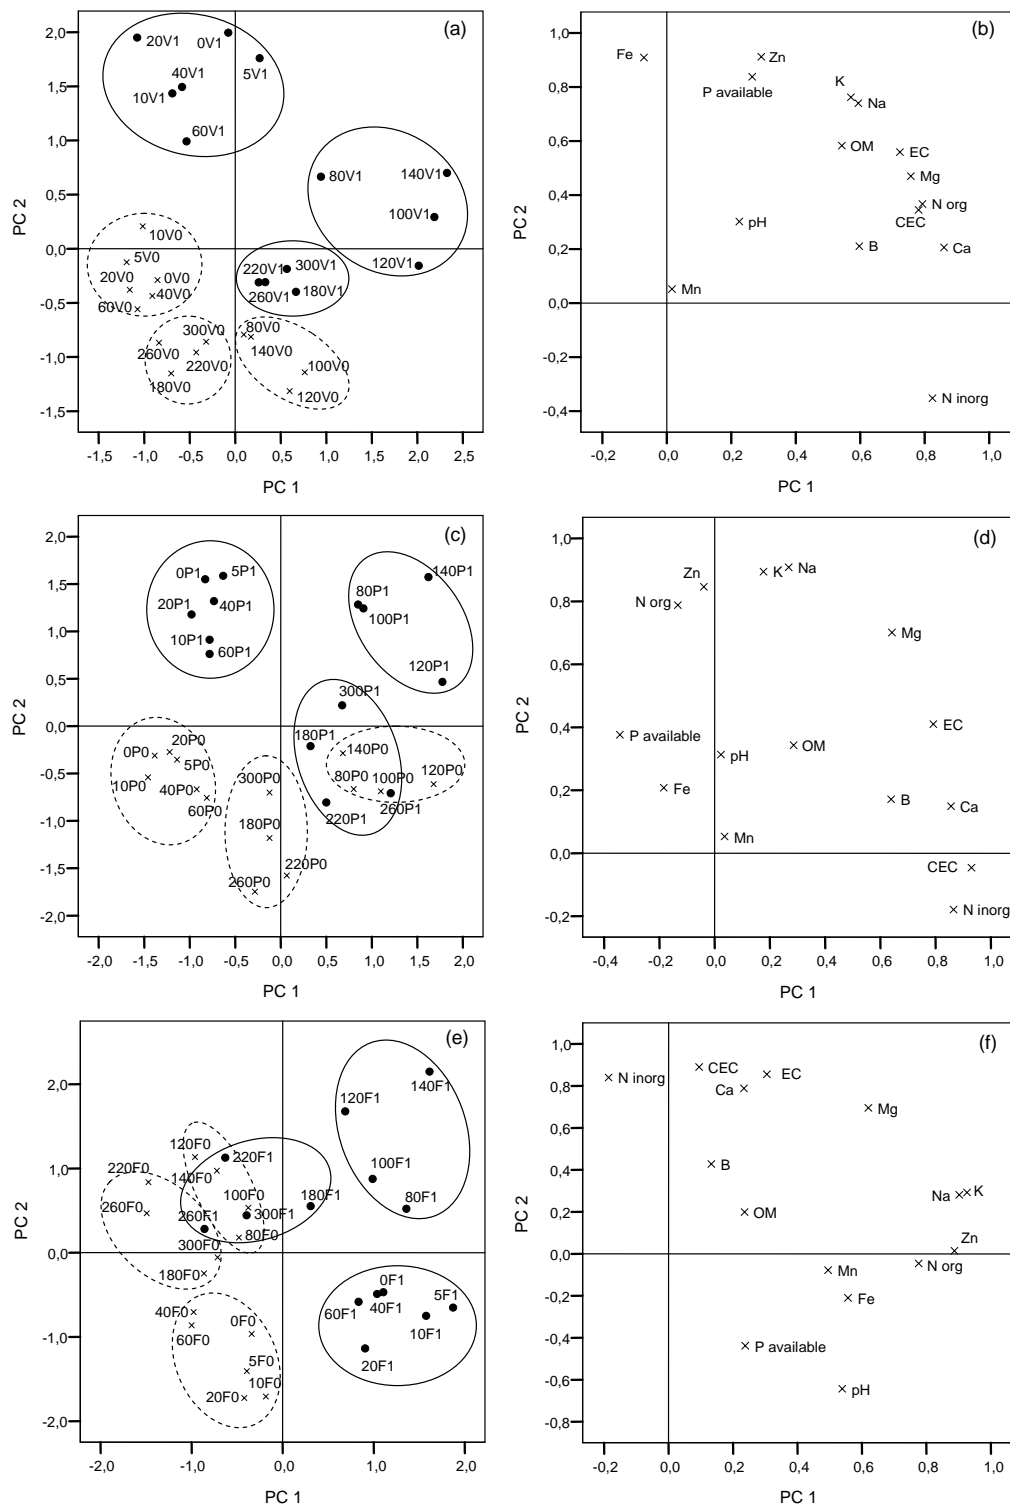 (a)
2,0
1,5
1,0
0,5
0,0
-0,5
-1,0
-1,5
PC 2
20V1
0V1
5V1
40V1
10V1
60V1
80V1
140V1
100V1
120V1
10V0
5V0
20V0
0V0
40V0
60V0
220V1
300V1
260V1
180V1
300V0
260V0
220V0
180V0
80V0
140V0
100V0
120V0
-1,5 -1,0 -0,5 0,0 0,5 1,0 1,5 2,0 2,5
PC 1
(b)
1,0
0,8
0,6
0,4
0,2
0,0
-0,2
-0,4
PC 2
Fe
Zn
P available
K
Na
OM
EC
Mg
N org
CEC
pH
B
Ca
Mn
N inorg
-0,2 0,0 0,2 0,4 0,6 0,8 1,0
PC 1
(c)
2,0
1,5
1,0
0,5
0,0
-0,5
-1,0
-1,5
-2,0
PC 2
0P1
5P1
20P1
40P1
10P1
60P1
140P1
80P1
100P1
120P1
300P1
180P1
20P0
0P0
5P0
10P0
40P0
60P0
300P0
180P0
220P0
260P0
140P0
80P0
100P0
120P0
260P1
220P1
-2,0 -1,5 -1,0 -0,5 0,0 0,5 1,0 1,5 2,0
PC 1
(d)
1,0
0,8
0,6
0,4
0,2
0,0
-0,2
PC 2
Zn
K
Na
N org
Mg
EC
P available
pH
OM
Fe
B
Ca
Mn
CEC
N inorg
-0,4 -0,2 0,0 0,2 0,4 0,6 0,8 1,0
PC 1
(e)
2,0
1,0
0,0
-1,0
-2,0
PC 2
140F1
120F1
100F1
80F1
120F0
220F1
220F0
140F0
100F0
180F1
260F0
260F1
300F1
80F0
300F0
180F0
40F0
60F0
0F0
5F0
10F0
20F0
0F1
60F1
40F1
5F1
10F1
20F1
-2,0 -1,0 0,0 1,0 2,0
PC 1
(f)
1,0
0,8
0,6
0,4
0,2
0,0
-0,2
-0,4
-0,6
-0,8
PC 2
N inorg
CEC
EC
Ca
Mg
B
Na
K
OM
Zn
N org
Mn
Fe
P available
pH
-0,2 0,0 0,2 0,4 0,6 0,8 1,0
PC 1